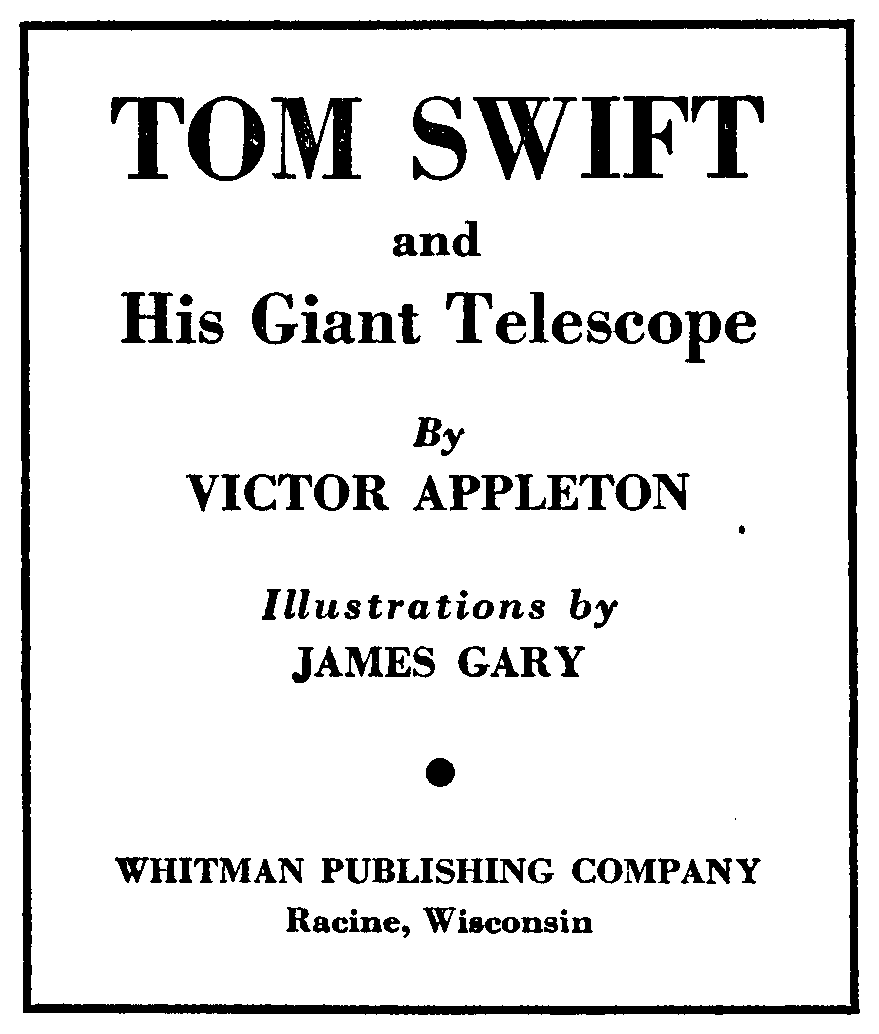 TOM SWIFT
and
His Giant Telescope
By
VICTOR APPLETON
Illustrations by
JAMES GARY
WHITMAN PUBLISHING COMPANY
Racine, Wisconsin